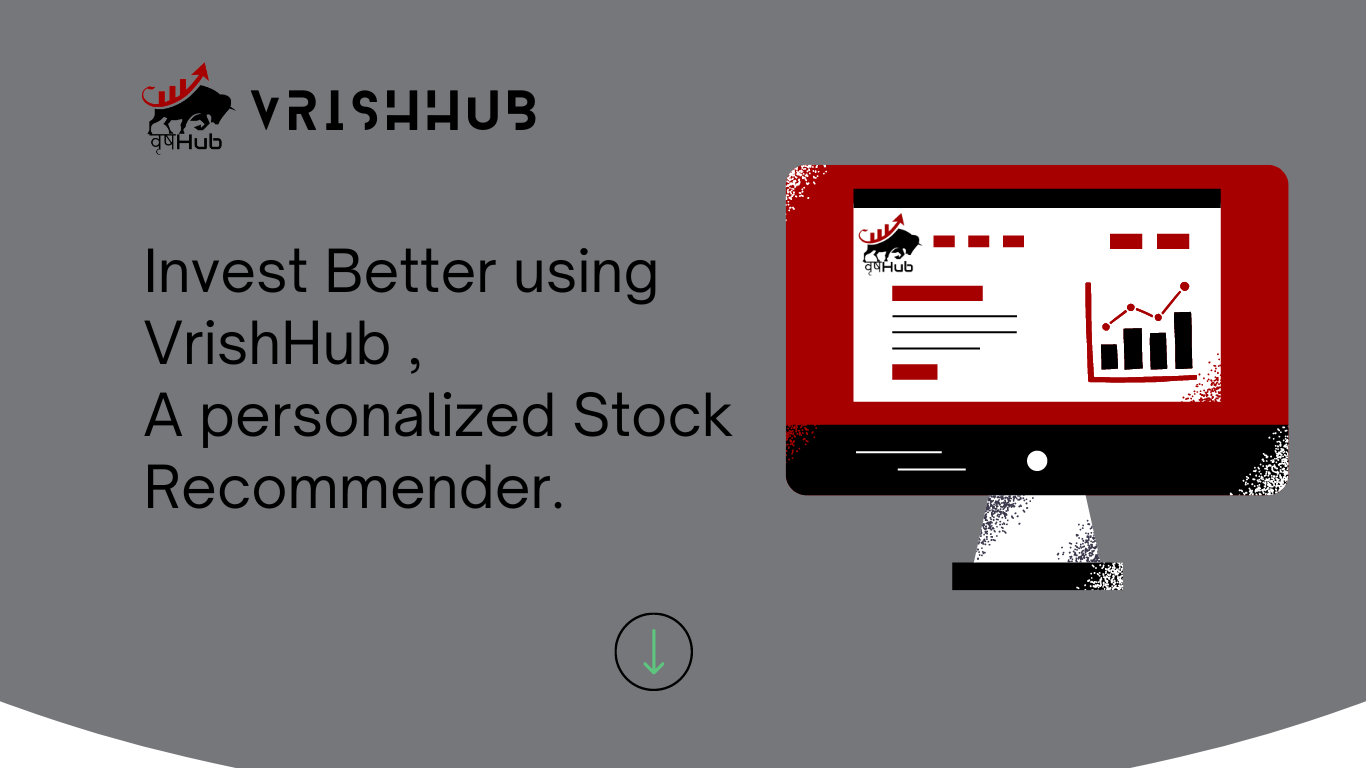 VRISHHUB
वृषHub
Invest Better using
VrishHub ,
A personalized Stock
Recommender.
वृषHub